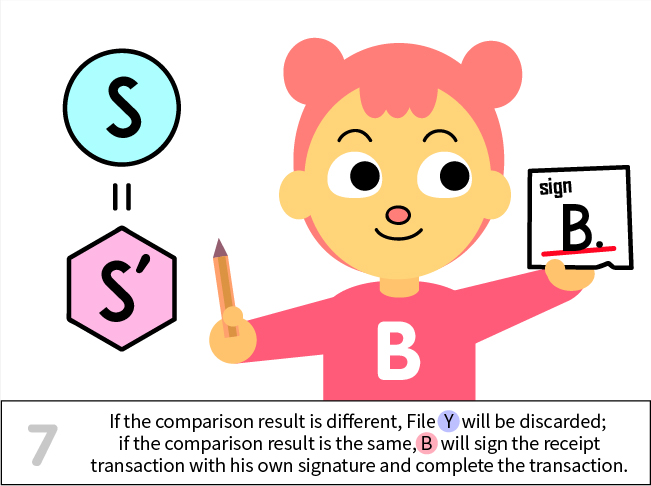 S
S′
sign
B.
B
7
If the comparison result is different, File Y will be discarded;
if the comparison result is the same, B will sign the receipt
transaction with his own signature and complete the transaction.